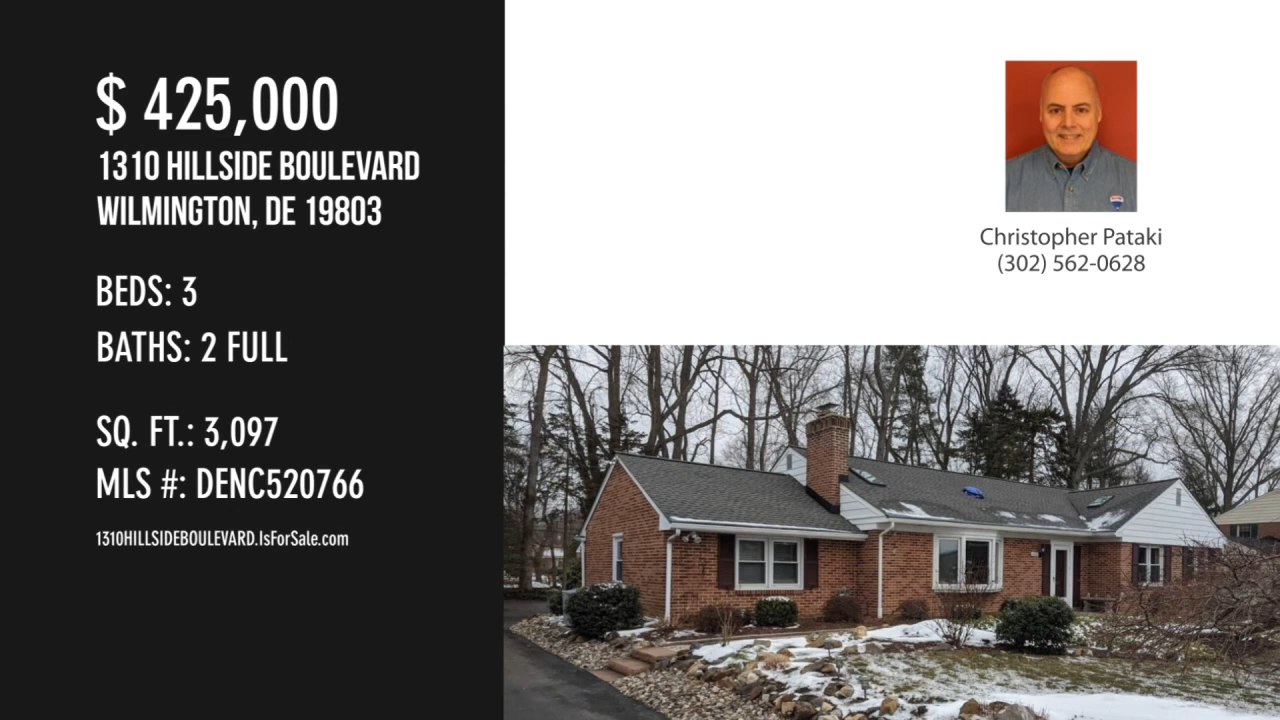 $ 425,000
1310 HILLSIDE BOULEVARD
WILMINGTON, DE 19803
BEDS: 3
BATHS: 2 FULL
SQ. FT.: 3,097
MLS #: DENC520766
1310HILLSIDEBOULEVARD.IsForSale.com
Christopher Pataki
(302) 562-0628